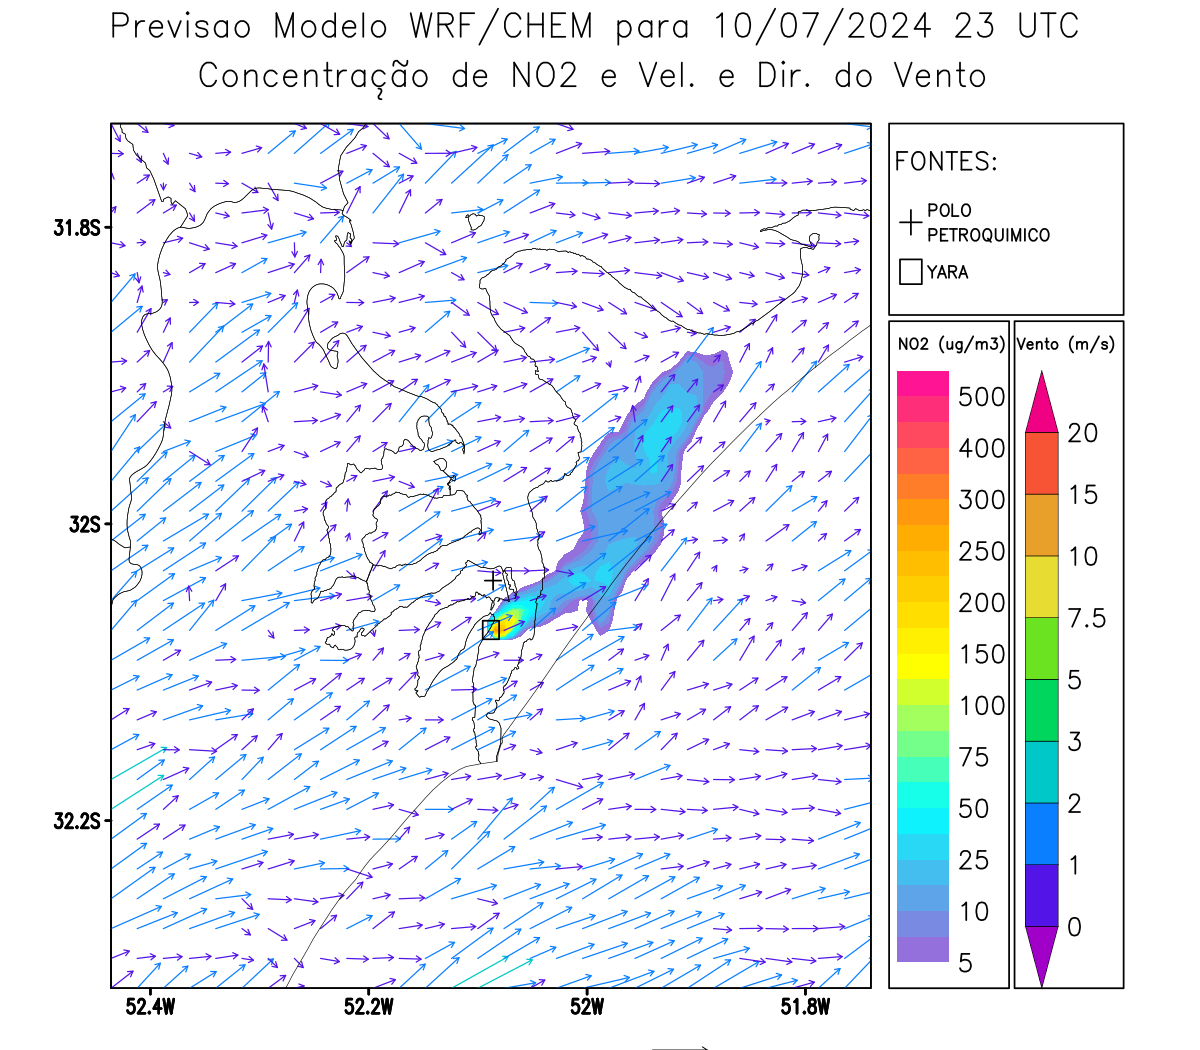 Previsao Modelo WRF/CHEM para 10/07/2024 23 UTC
Concentração de NO2 e Vel. e Dir. do Vento
FONTES:
POLO
PETROQUIMICO
YARA
NO2 (ug/m3)
500
400
300
250
200
150
100
75
50
25
10
5
Vento (m/s)
20
15
10
7.5
5
3
2
1
0
31.8S
32S
32.2S
52.4W
52.2W
52W
51.8W